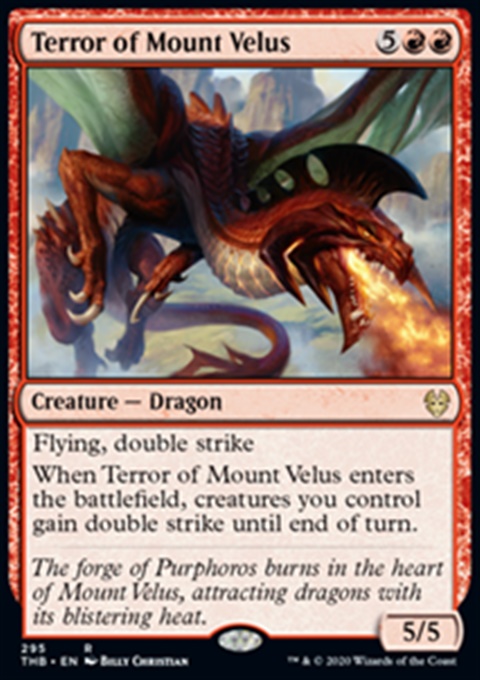 Terror of Mount Velus 5
Creature — Dragon
Flying, double strike
When Terror of Mount Velus enters
the battlefield, creatures you control
gain double strike until end of turn.
The forge of Purphoros burns in the heart
of Mount Velus, attracting dragons with
its blistering heat.
5/5
295 R
THB • EN Billy Christian
™ & © 2020 Wizards of the Coast